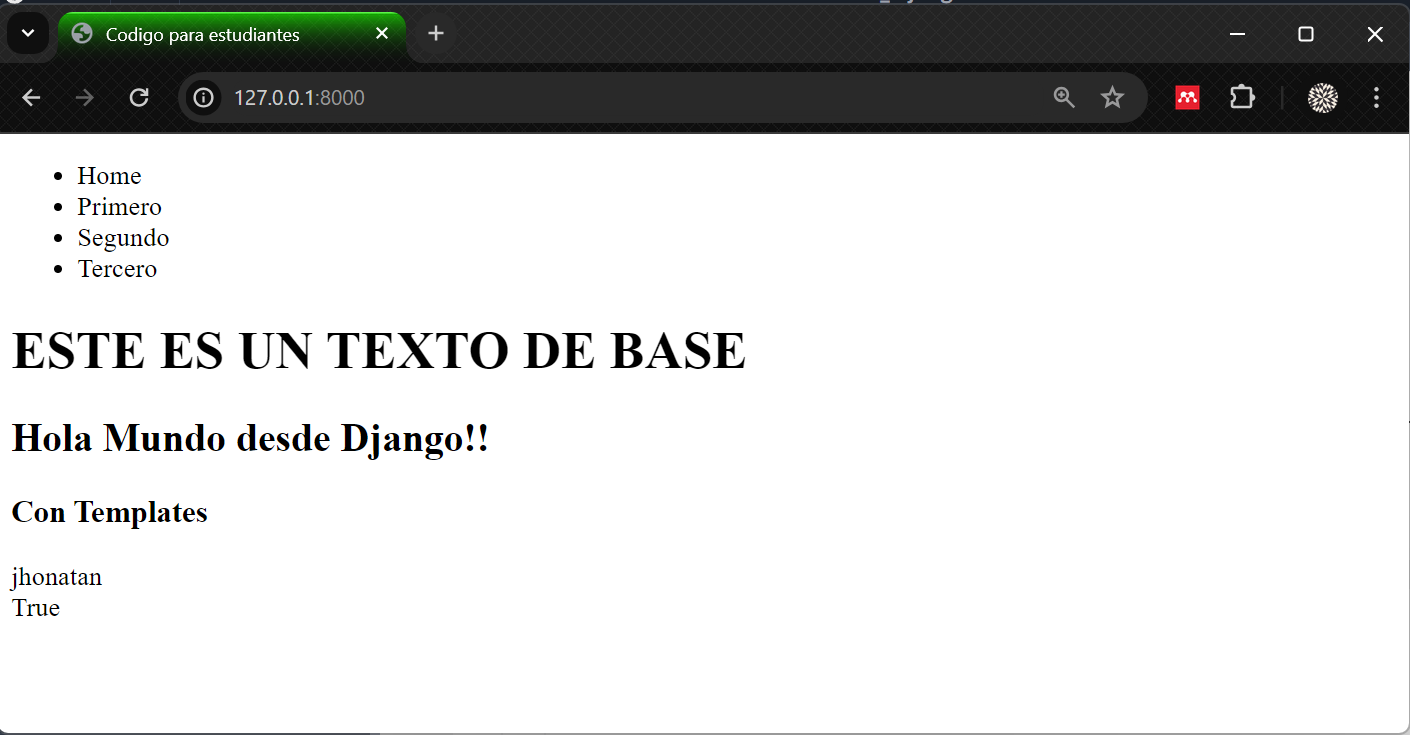 Codigo para estudiantes
127.0.0.1:8000
Home
Primero
Segundo
Tercero
ESTE ES UN TEXTO DE BASE
Hola Mundo desde Django!!
Con Templates
jhonatan
True